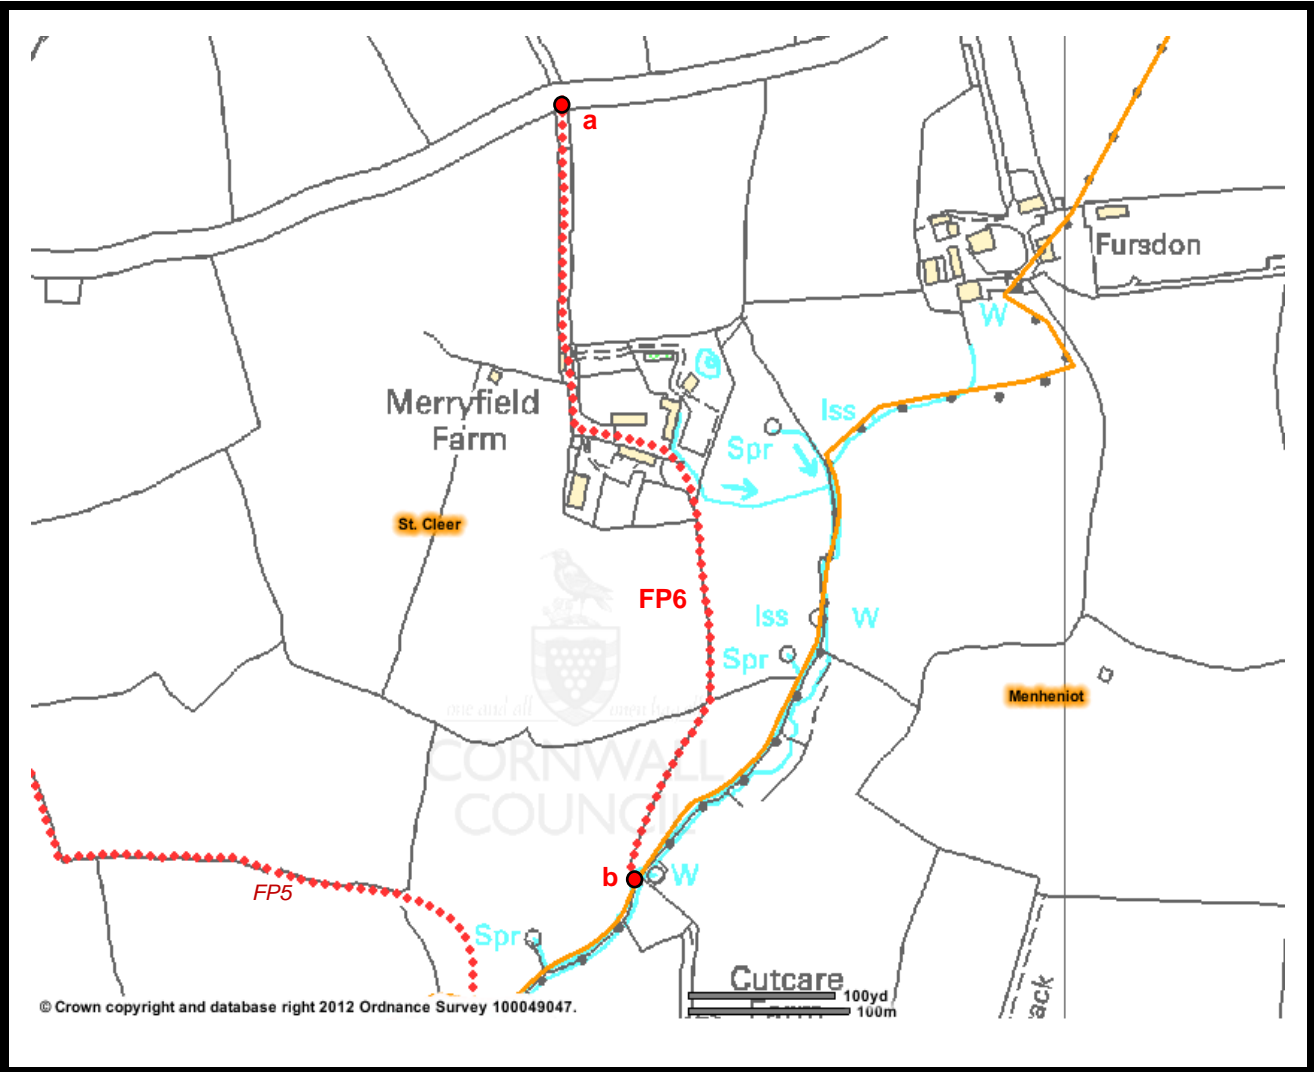 a
Fursdon
W
Merryfield
Farm
Iss
Spr
St. Cleer
FP6
Iss
W
Spr
Menheniot
one and all
CORNWALL
COUNCIL
b
W
FP5
Spr
Cutcare
Farm
100yd
100m
© Crown copyright and database right 2012 Ordnance Survey 100049047.